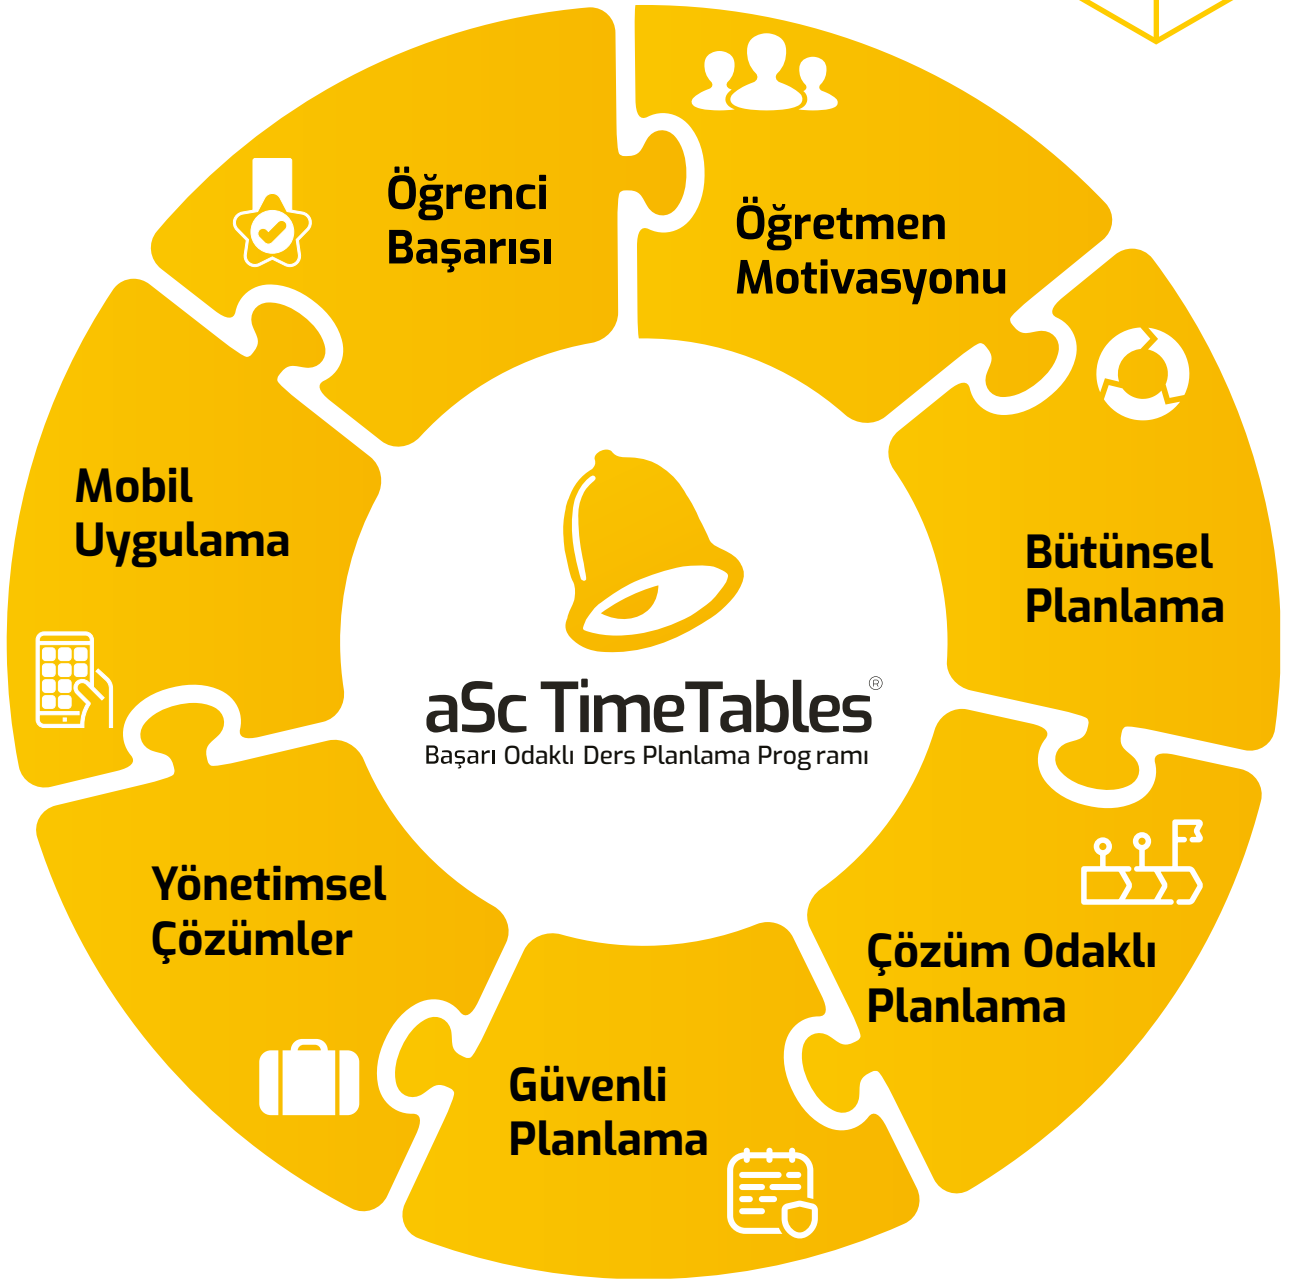 Öğrenci
Başarısı
Öğretmen
Motivasyonu
Mobil
Uygulama
Bütünsel
Planlama
aSc TimeTables®
Başarı Odaklı Ders Planlama Prog ramı
Yönetimsel
Çözümler
Çözüm Odaklı
Planlama
Güvenli
Planlama